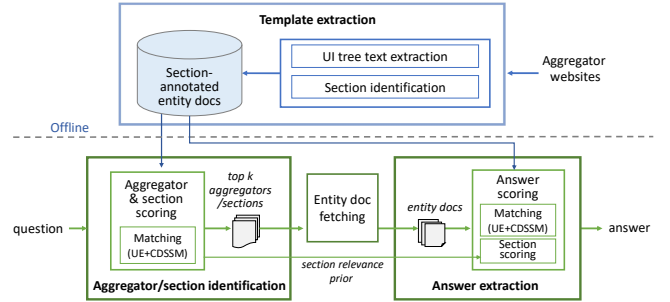 Template extraction
Section-
annotated
entity docs
UI tree text extraction
Section identification
Aggregator
websites
Offline
question
Aggregator
& section
scoring
Matching
(UE+CDSSM)
Aggregator/section identification
top k
aggregators
/sections
Entity doc
fetching
section relevance
prior
entity docs
Answer
scoring
Matching
(UE+CDSSM)
Section
scoring
Answer extraction
answer